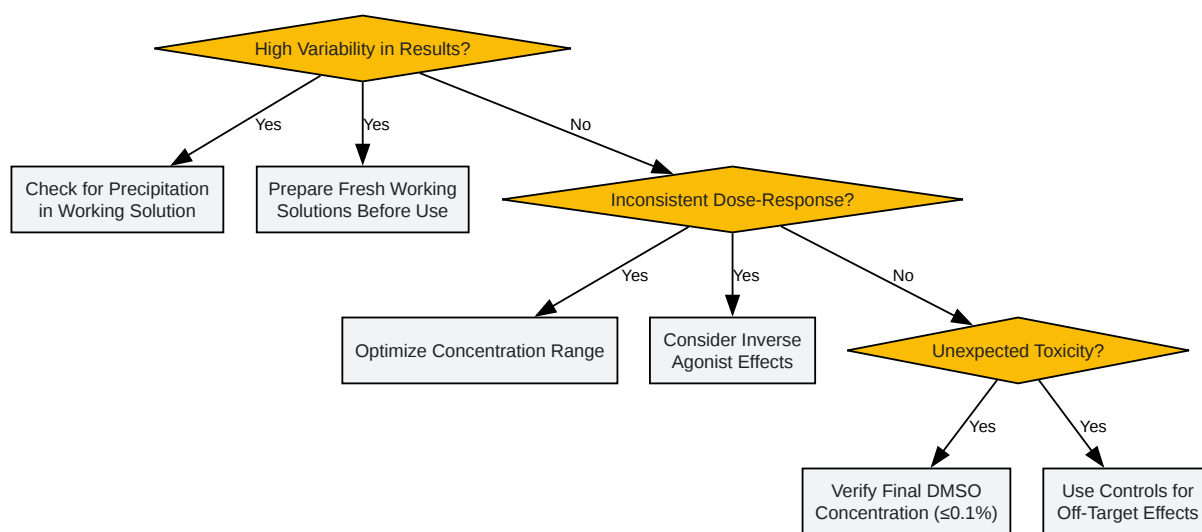 High Variability in Results?
Yes
Yes
No
Check for Precipitation
in Working Solution
Prepare Fresh Working
Solutions Before Use
Inconsistent Dose-Response?
Yes
Yes
No
Optimize Concentration Range
Consider Inverse
Agonist Effects
Unexpected Toxicity?
Yes
Yes
Verify Final DMSO
Concentration (≤0.1%)
Use Controls for
Off-Target Effects